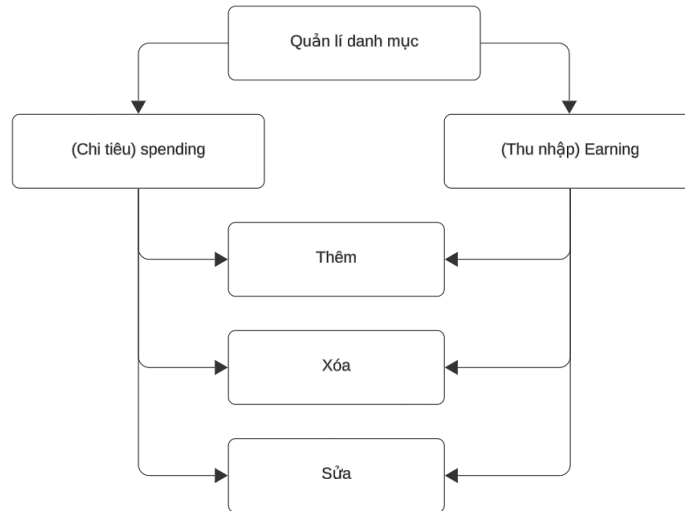 Quản lí danh mục
(Chi tiêu) spending
(Thu nhập) Earning
Thêm
Xóa
Sửa